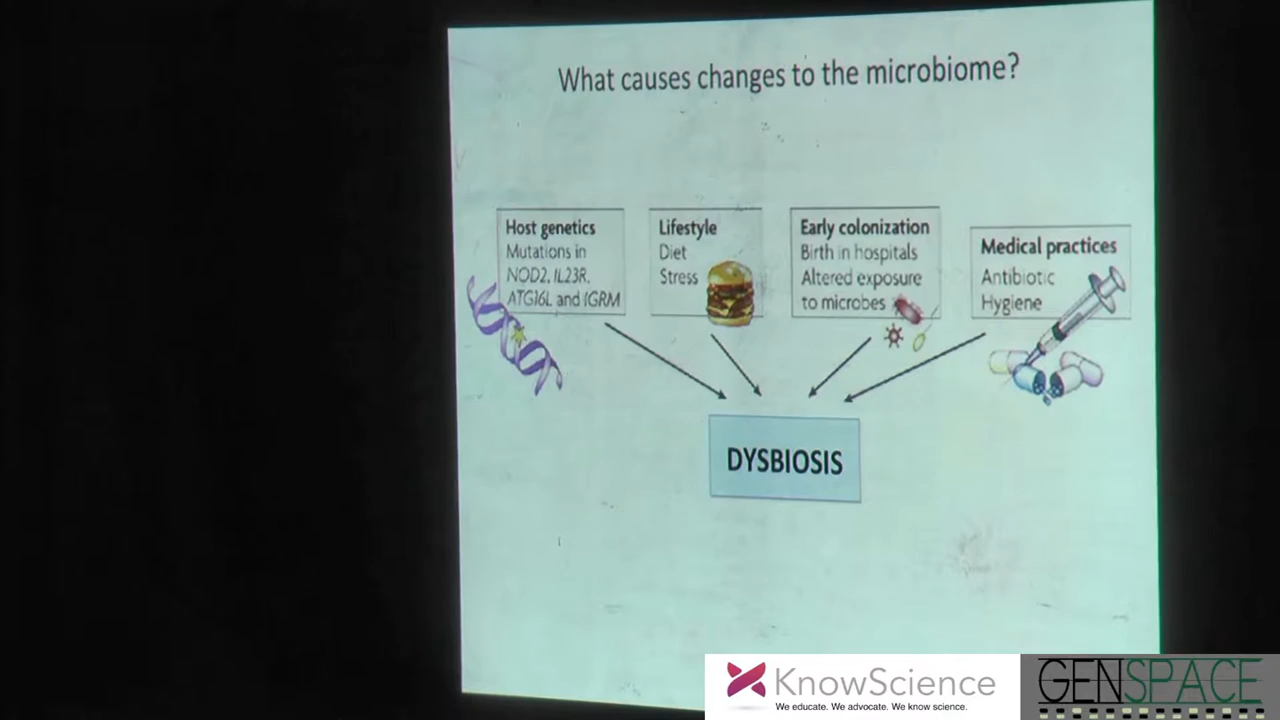 What causes changes to the microbiome?
Host genetics
Mutations in
NOD2, IL23R,
ATG16L and IGRM
Lifestyle
Diet
Stress
Early colonization
Birth in hospitals
Altered exposure
to microbes
Medical practices
Antibiotic
Hygiene
DYSBIOSIS
KnowScience
We educate. We advocate. We know science.
GENSPACE